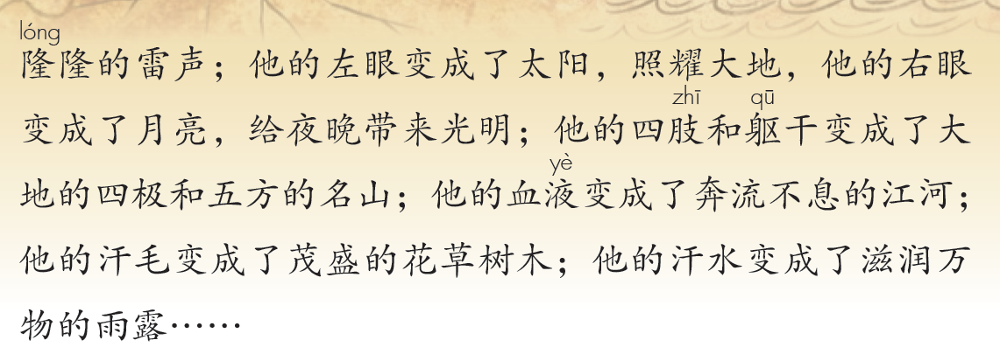 lóng
隆隆的雷声；他的左眼变成了太阳，照耀大地，他的右眼
zhī qū
变成了月亮，给夜晚带来光明；他的四肢和躯干变成了大
yè
地的四极和五方的名山；他的血液变成了奔流不息的江河；
他的汗毛变成了茂盛的花草树木；他的汗水变成了滋润万
物的雨露……